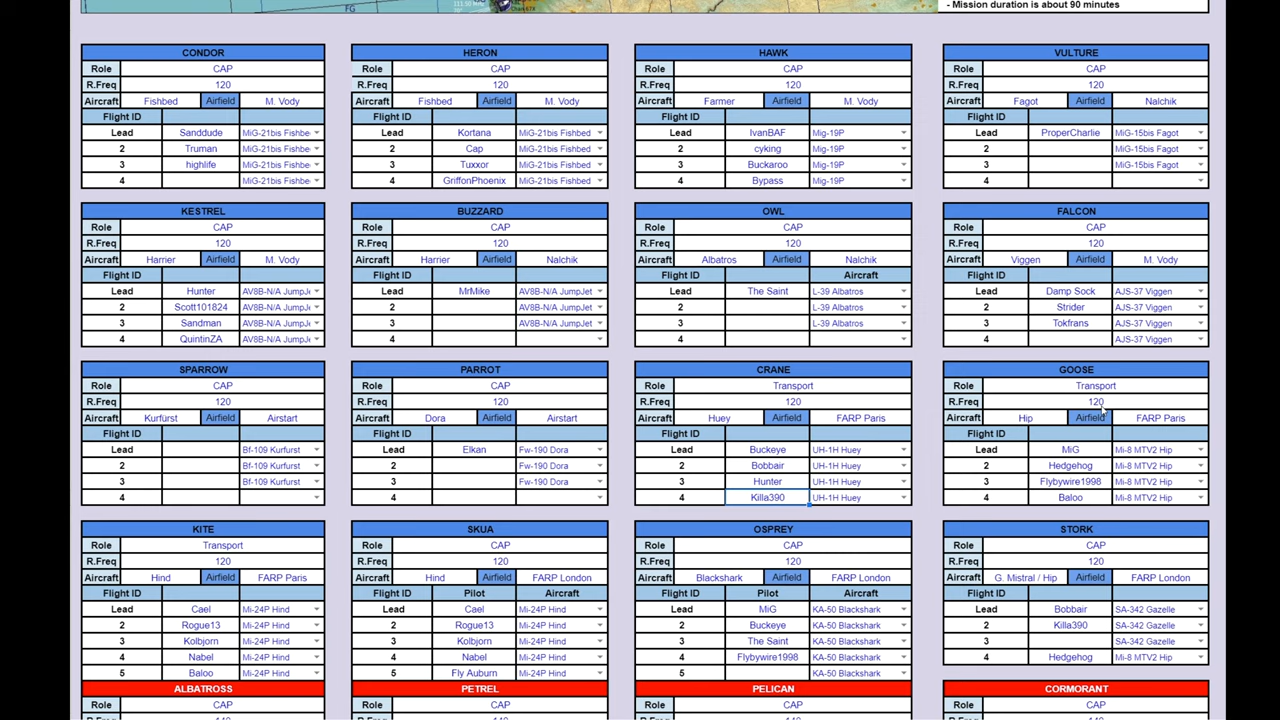 FG
- Mission duration is about 90 minutes
CONDOR
Role CAP
R.Freq 120
Aircraft Fishbed Airfield M. Vody
Flight ID
Lead Sanddude MiG-21bis Fishbe
2 Truman MiG-21bis Fishbe
3 highlife MiG-21bis Fishbe
4 MiG-21bis Fishbe
HERON
Role CAP
R.Freq 120
Aircraft Fishbed Airfield M. Vody
Flight ID
Lead Kortana MiG-21bis Fishbed
2 Cap MiG-21bis Fishbed
3 Tuxxor MiG-21bis Fishbed
4 GriffonPhoenix MiG-21bis Fishbed
HAWK
Role CAP
R.Freq 120
Aircraft Farmer Airfield M. Vody
Flight ID
Lead IvanBAF Mig-19P
2 cyking Mig-19P
3 Buckaroo Mig-19P
4 Bypass Mig-19P
VULTURE
Role CAP
R.Freq 120
Aircraft Fagot Airfield Nalchik
Flight ID
Lead ProperCharlie MiG-15bis Fagot
2 MiG-15bis Fagot
3 MiG-15bis Fagot
4
KESTREL
Role CAP
R.Freq 120
Aircraft Harrier Airfield M. Vody
Flight ID
Lead Hunter AV8B-N/A JumpJe
2 Scott101824 AV8B-N/A JumpJe
3 Sandman AV8B-N/A JumpJe
4 QuintinZA AV8B-N/A JumpJe
BUZZARD
Role CAP
R.Freq 120
Aircraft Harrier Airfield Nalchik
Flight ID
Lead MrMike AV8B-N/A JumpJet
2 AV8B-N/A JumpJet
3 AV8B-N/A JumpJet
4
OWL
Role CAP
R.Freq 120
Aircraft Albatros Airfield Nalchik
Flight ID Aircraft
Lead The Saint L-39 Albatros
2 L-39 Albatros
3 L-39 Albatros
4
FALCON
Role CAP
R.Freq 120
Aircraft Viggen Airfield M. Vody
Flight ID
Lead Damp Sock AJS-37 Viggen
2 Strider AJS-37 Viggen
3 Tokfrans AJS-37 Viggen
4 AJS-37 Viggen
SPARROW
Role CAP
R.Freq 120
Aircraft Kurfürst Airfield Airstart
Flight ID
Lead Bf-109 Kurfurst
2 Bf-109 Kurfurst
3 Bf-109 Kurfurst
4
PARROT
Role CAP
R.Freq 120
Aircraft Dora Airfield Airstart
Flight ID
Lead Elkan Fw-190 Dora
2 Fw-190 Dora
3 Fw-190 Dora
4
CRANE
Role Transport
R.Freq 120
Aircraft Huey Airfield FARP Paris
Flight ID
Lead Buckeye UH-1H Huey
2 Bobbair UH-1H Huey
3 Hunter UH-1H Huey
4 Killa390 UH-1H Huey
GOOSE
Role Transport
R.Freq 120
Aircraft Hip Airfield FARP Paris
Flight ID
Lead MiG Mi-8 MTV2 Hip
2 Hedgehog Mi-8 MTV2 Hip
3 Flybywire1998 Mi-8 MTV2 Hip
4 Baloo Mi-8 MTV2 Hip
KITE
Role Transport
R.Freq 120
Aircraft Hind Airfield FARP Paris
Flight ID
Lead Cael Mi-24P Hind
2 Rogue13 Mi-24P Hind
3 Kolbjorn Mi-24P Hind
4 Nabel Mi-24P Hind
5 Baloo Mi-24P Hind
SKUA
Role CAP
R.Freq 120
Aircraft Hind Airfield FARP London
Flight ID Pilot Aircraft
Lead Cael Mi-24P Hind
2 Rogue13 Mi-24P Hind
3 Kolbjorn Mi-24P Hind
4 Nabel Mi-24P Hind
5 Fly Auburn Mi-24P Hind
OSPREY
Role CAP
R.Freq 120
Aircraft Blackshark Airfield FARP London
Flight ID Pilot Aircraft
Lead MiG KA-50 Blackshark
2 Buckeye KA-50 Blackshark
3 The Saint KA-50 Blackshark
4 Flybywire1998 KA-50 Blackshark
5 KA-50 Blackshark
STORK
Role CAP
R.Freq 120
Aircraft G. Mistral / Hip Airfield FARP London
Flight ID
Lead Bobbair SA-342 Gazelle
2 Killa390 SA-342 Gazelle
3 SA-342 Gazelle
4 Hedgehog Mi-8 MTV2 Hip
ALBATROSS
Role CAP
PETREL
Role CAP
PELICAN
Role CAP
CORMORANT
Role CAP